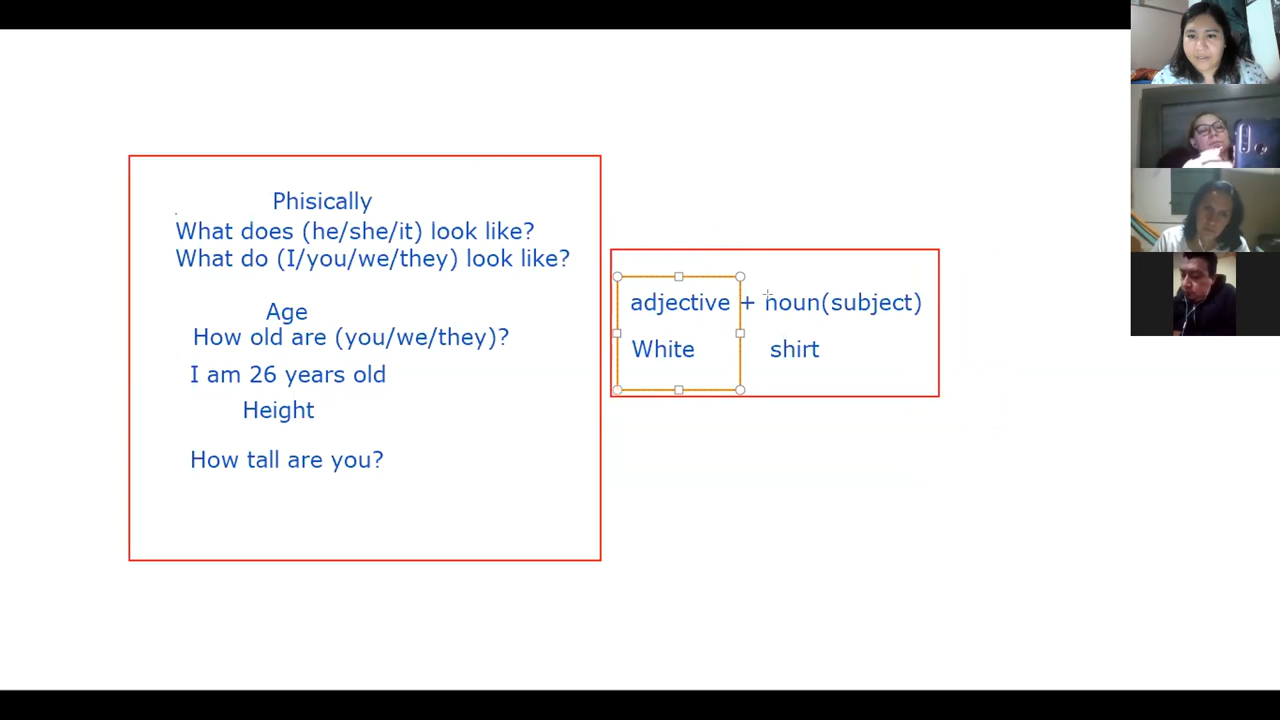 Phisically
What does (he/she/it) look like?
What do (I/you/we/they) look like?
Age
How old are (you/we/they)?
I am 26 years old
Height
How tall are you?
adjective + noun(subject)
White shirt